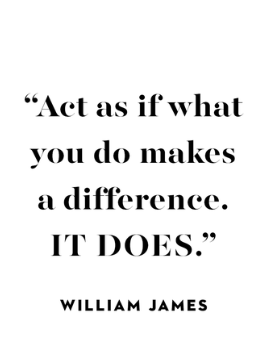 “Act as if what
you do makes
a difference.
IT DOES.”
WILLIAM JAMES